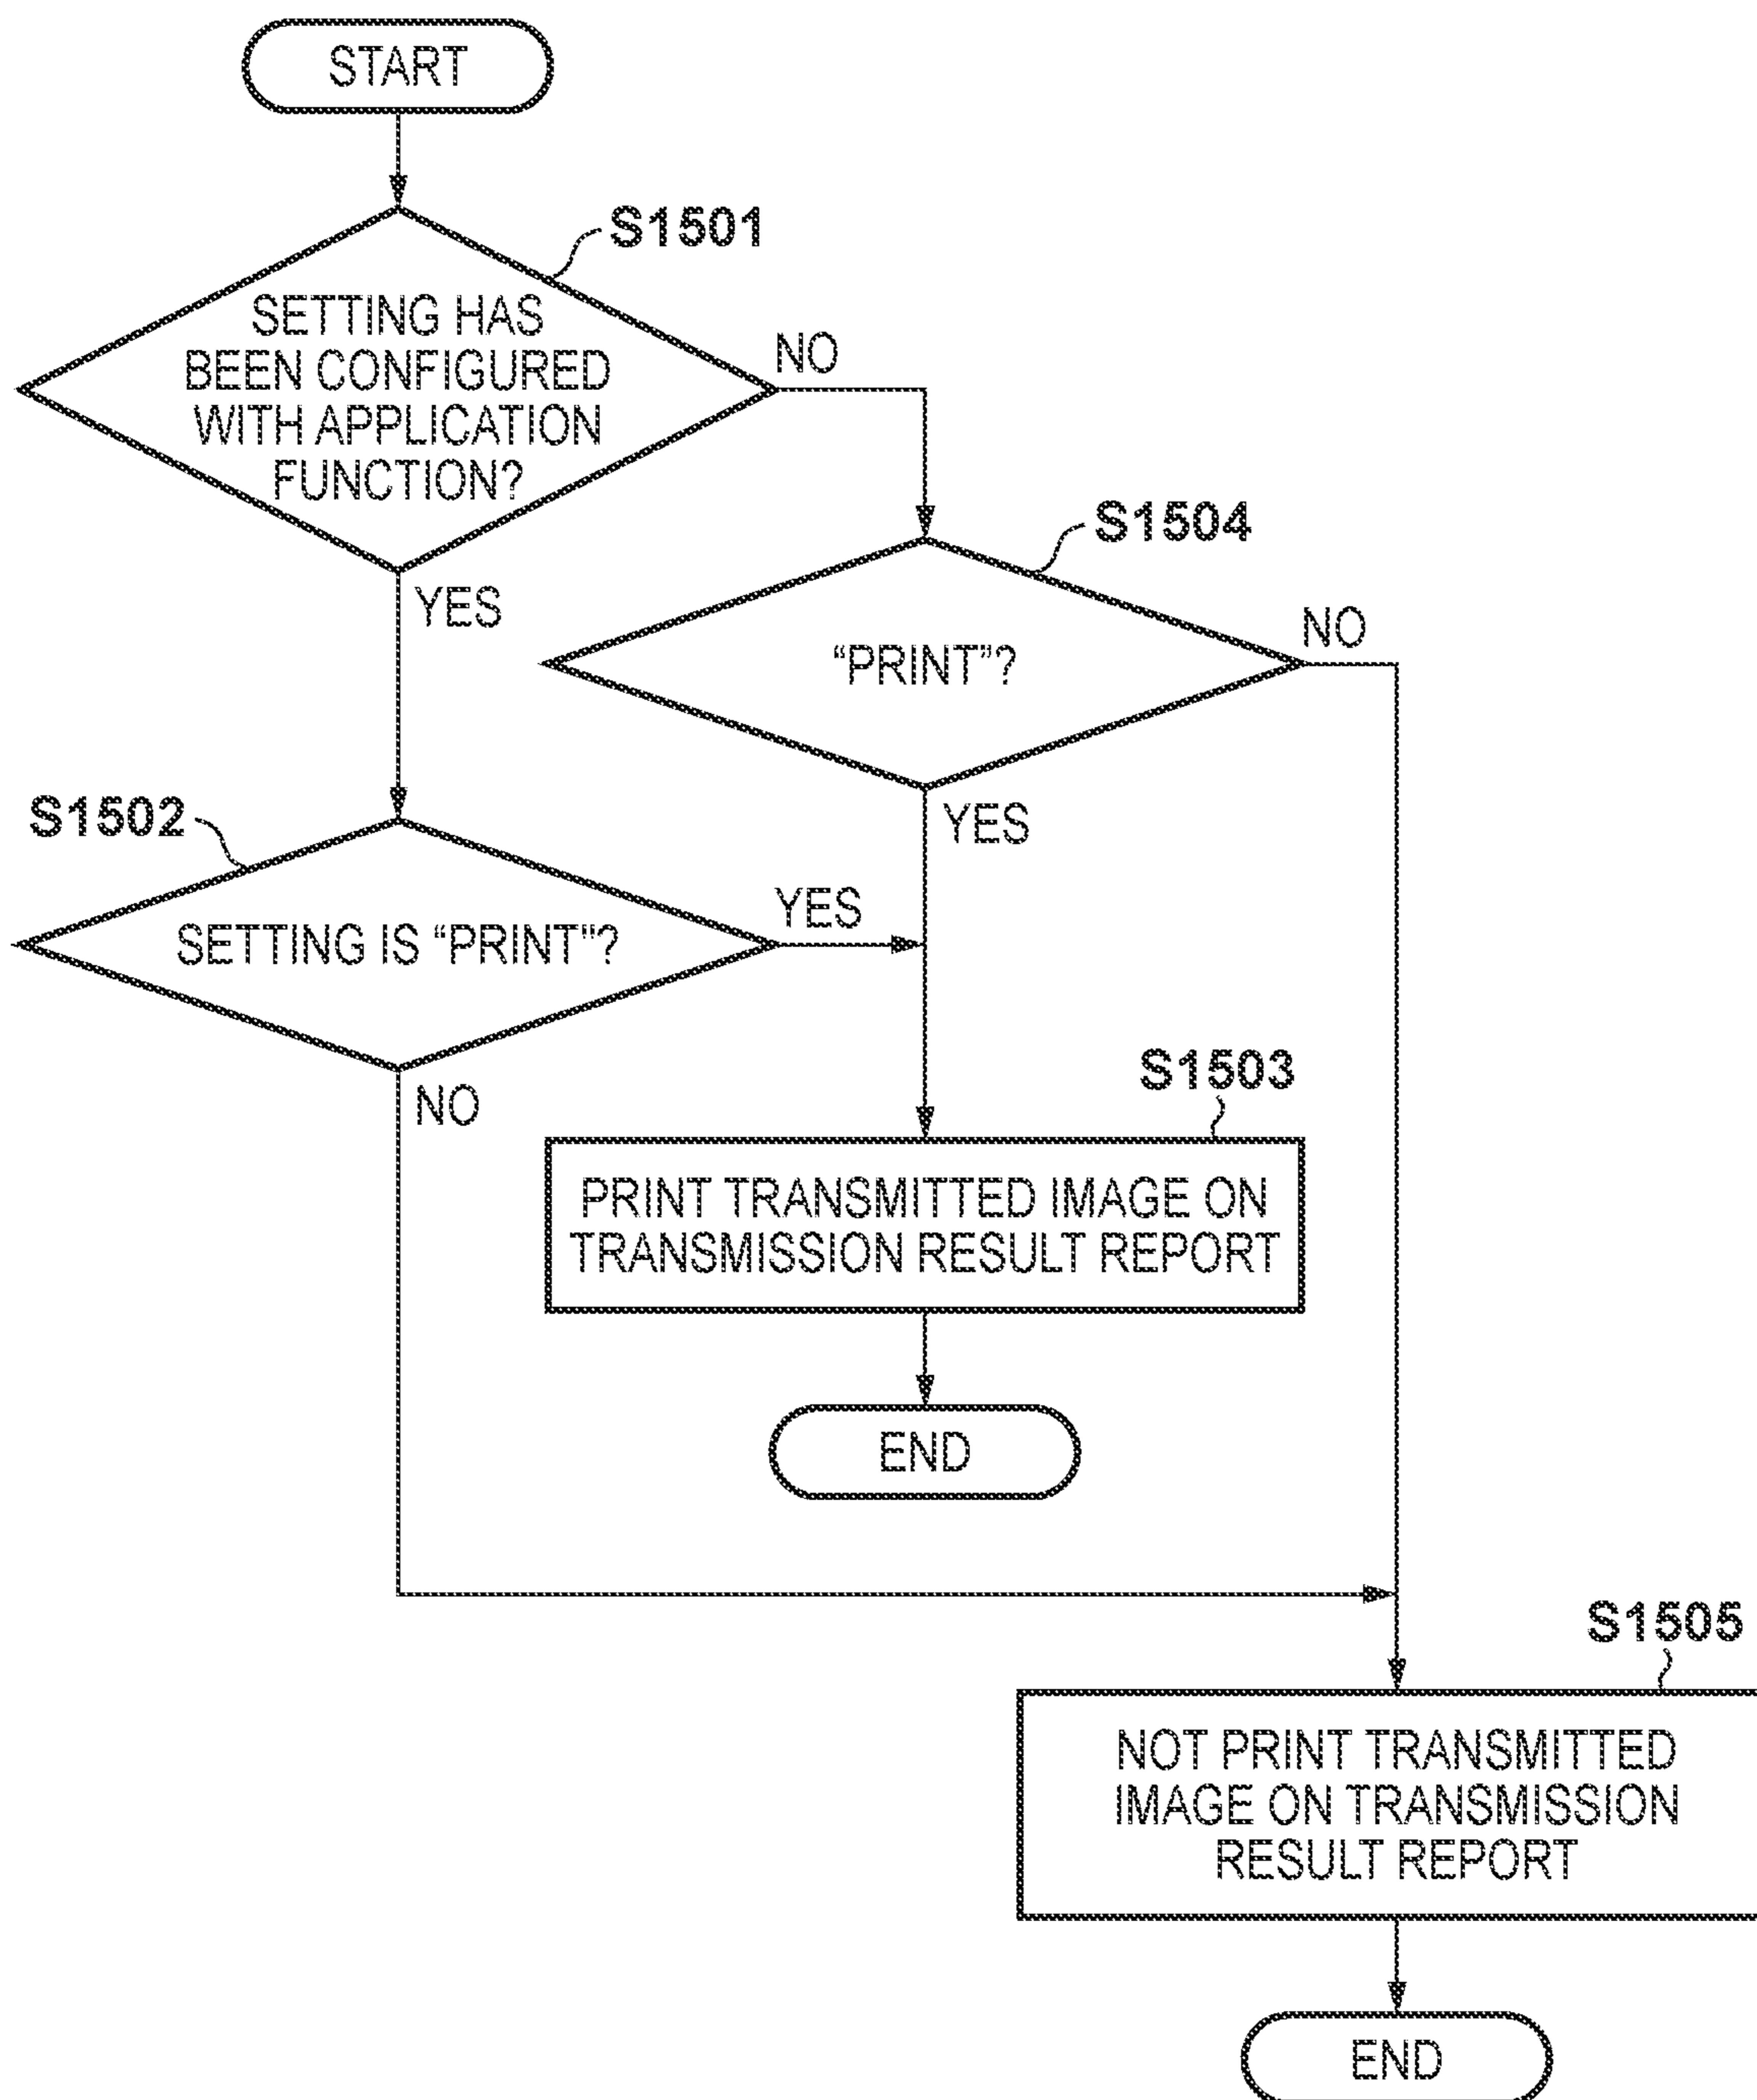 START
S1501
SETTING HAS
BEEN CONFIGURED
WITH APPLICATION
FUNCTION?
NO
YES
S1504
“PRINT”?
NO
YES
S1502
SETTING IS “PRINT”?
YES
NO
S1503
PRINT TRANSMITTED IMAGE ON
TRANSMISSION RESULT REPORT
END
S1505
NOT PRINT TRANSMITTED
IMAGE ON TRANSMISSION
RESULT REPORT
END